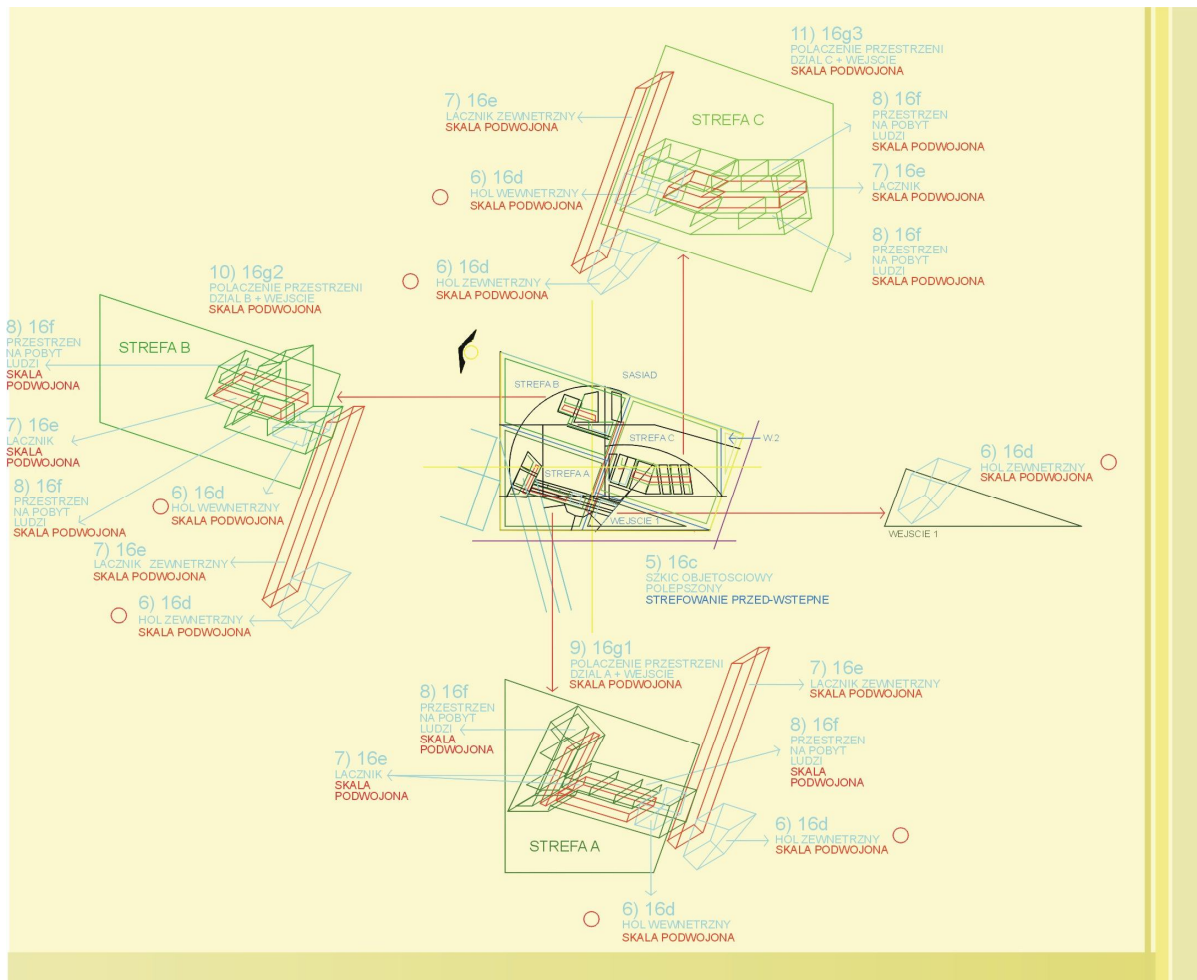 11) 16g3
POLACZENIE PRZESTRZENI
DZIAL C + WEJSCIE
SKALA PODWOJONA
7) 16e
LACZNIK ZEWNETRZNY
SKALA PODWOJONA
STREFA C
8) 16f
PRZESTRZEN
NA POBYT
LUDZI
SKALA PODWOJONA
6) 16d
HOL WEWNETRZNY
SKALA PODWOJONA
7) 16e
LACZNIK
SKALA PODWOJONA
8) 16f
PRZESTRZEN
NA POBYT
LUDZI
SKALA PODWOJONA
6) 16d
HOL ZEWNETRZNY
SKALA PODWOJONA
10) 16g2
POLACZENIE PRZESTRZENI
DZIAL B + WEJSCIE
SKALA PODWOJONA
8) 16f
PRZESTRZEN
NA POBYT
LUDZI
SKALA
PODWOJONA
STREFA B
7) 16e
LACZNIK
SKALA
PODWOJONA
8) 16f
PRZESTRZEN
NA POBYT
LUDZI
SKALA PODWOJONA
6) 16d
HOL WEWNETRZNY
SKALA PODWOJONA
7) 16e
LACZNIK ZEWNETRZNY
SKALA PODWOJONA
6) 16d
HOL ZEWNETRZNY
SKALA PODWOJONA
STREFA B
SASIAD
STREFA C
W.2
STREFA A
WEJSCIE 1
6) 16d
HOL ZEWNETRZNY
SKALA PODWOJONA
WEJSCIE 1
5) 16c
SZKIC OBJETOSCIOWY
POLEPSZONY
STREFOWANIE PRZED-WSTEPNE
9) 16g1
POLACZENIE PRZESTRZENI
DZIAL A + WEJSCIE
SKALA PODWOJONA
8) 16f
PRZESTRZEN
NA POBYT
LUDZI
SKALA
PODWOJONA
7) 16e
LACZNIK ZEWNETRZNY
SKALA PODWOJONA
7) 16e
LACZNIK
SKALA
PODWOJONA
8) 16f
PRZESTRZEN
NA POBYT
LUDZI
SKALA
PODWOJONA
STREFA A
6) 16d
HOL ZEWNETRZNY
SKALA PODWOJONA
6) 16d
HOL WEWNETRZNY
SKALA PODWOJONA